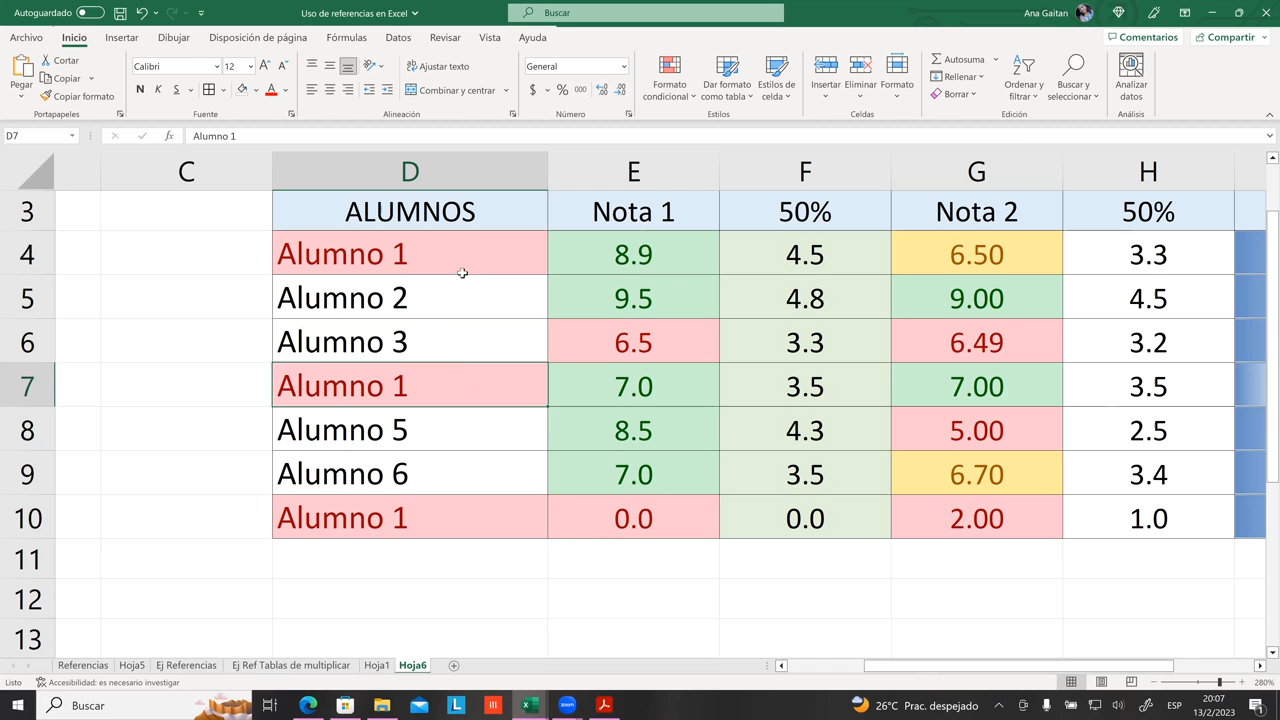 Autoguardado
Uso de referencias en Excel
Buscar
Ana Gaitan
Archivo Inicio Insertar Dibujar Disposición de página Fórmulas Datos Revisar Vista Ayuda
Comentarios Compartir
Pegar
Cortar
Copiar
Copiar formato
Calibri 12
N K S
Ajustar texto
Combinar y centrar
General
$ % 000
Formato condicional
Dar formato como tabla
Estilos de celda
Insertar Eliminar Formato
Autosuma
Rellenar
Borrar
Ordenar y filtrar
Buscar y seleccionar
Analizar datos
Portapapeles Fuente Alineación Número Estilos Celdas Edición Análisis
D7 fx Alumno 1
C D E F G H
3 ALUMNOS Nota 1 50% Nota 2 50%
4 Alumno 1 8.9 4.5 6.50 3.3
5 Alumno 2 9.5 4.8 9.00 4.5
6 Alumno 3 6.5 3.3 6.49 3.2
7 Alumno 1 7.0 3.5 7.00 3.5
8 Alumno 5 8.5 4.3 5.00 2.5
9 Alumno 6 7.0 3.5 6.70 3.4
10 Alumno 1 0.0 0.0 2.00 1.0
11
12
13
Referencias Hoja5 Ej Referencias Ej Ref Tablas de multiplicar Hoja1 Hoja6
Listo Accesibilidad: es necesario investigar 280%
Buscar 26°C Prac. despejado ESP 20:07
13/2/2023